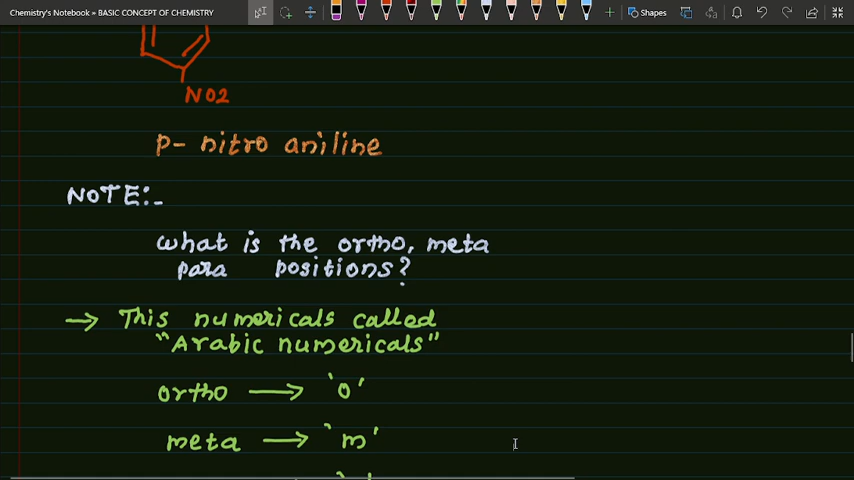 Chemistry's Notebook » BASIC CONCEPT OF CHEMISTRY
Shapes
NO2
p- nitro aniline
NOTE:-
what is the ortho, meta
para positions?
→ This numericals called
"Arabic numericals"
ortho → 'o'
meta → 'm'